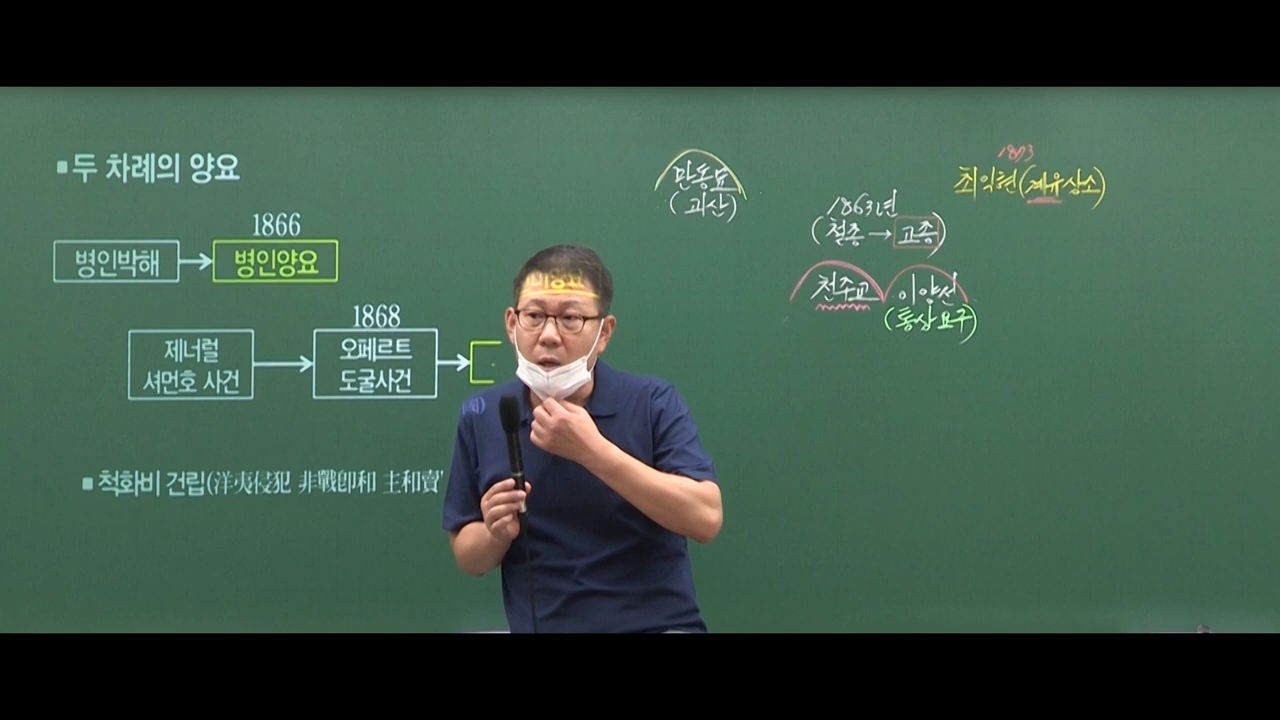 ▪두 차례의 양요
1866
병인박해 → 병인양요
1868
제너럴
셔먼호 사건
→
오페르트
도굴사건
→
▪척화비 건립(洋夷侵犯 非戰卽和 主和賣
만동묘
(괴산)
1863년
(철종 → 고종)
천주교 이양선
(통상요구)
1873
최익현(계유상소)